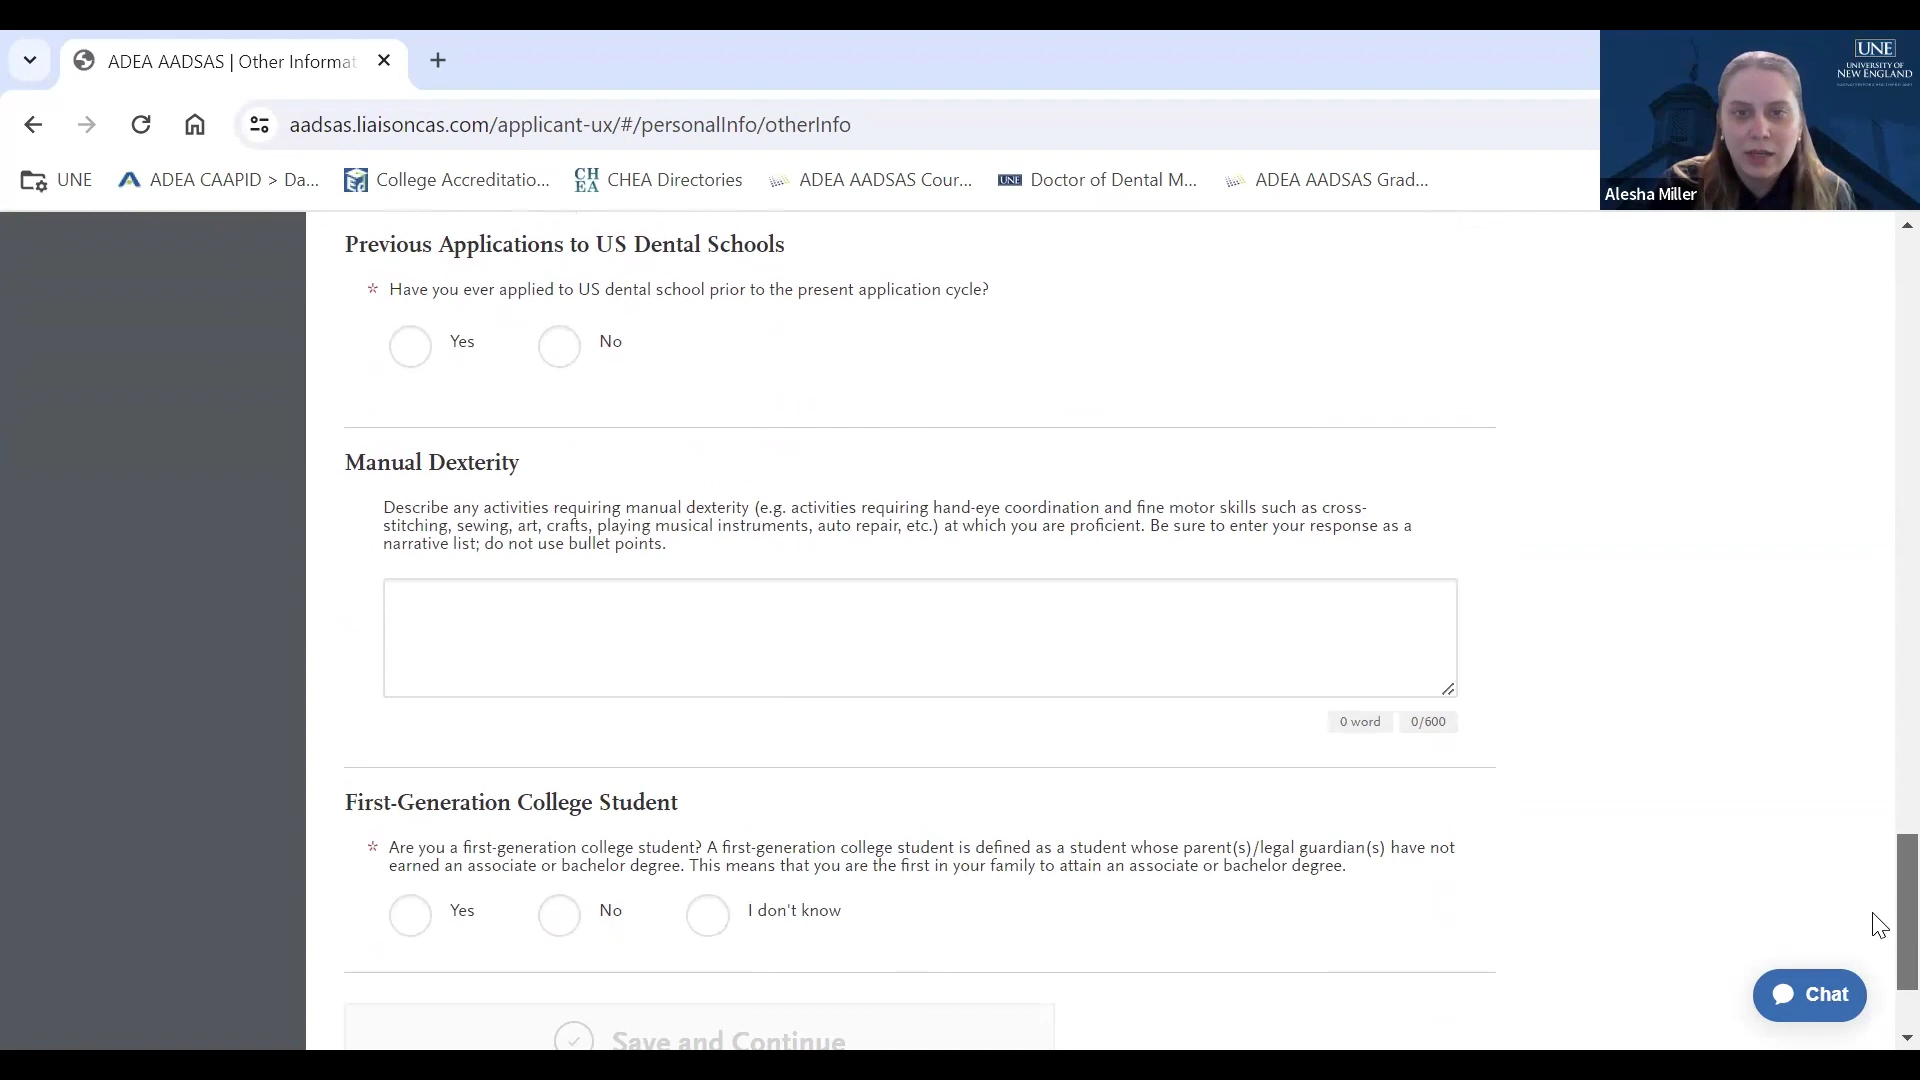 ADEA AADSAS | Other Informat
aadsas.liaisoncas.com/applicant-ux/#/personalInfo/otherInfo
UNE
ADEA CAAPID > Da...
College Accreditatio...
CH
EA
CHEA Directories
ADEA AADSAS Cour...
UNE
Doctor of Dental M...
ADEA AADSAS Grad...
UNE
UNIVERSITY OF
NEW ENGLAND
Alesha Miller
Previous Applications to US Dental Schools
* Have you ever applied to US dental school prior to the present application cycle?
Yes
No
Manual Dexterity
Describe any activities requiring manual dexterity (e.g. activities requiring hand-eye coordination and fine motor skills such as cross-
stitching, sewing, art, crafts, playing musical instruments, auto repair, etc.) at which you are proficient. Be sure to enter your response as a
narrative list; do not use bullet points.
0 word
0/600
First-Generation College Student
* Are you a first-generation college student? A first-generation college student is defined as a student whose parent(s)/legal guardian(s) have not
earned an associate or bachelor degree. This means that you are the first in your family to attain an associate or bachelor degree.
Yes
No
I don't know
Chat
Save and Continue